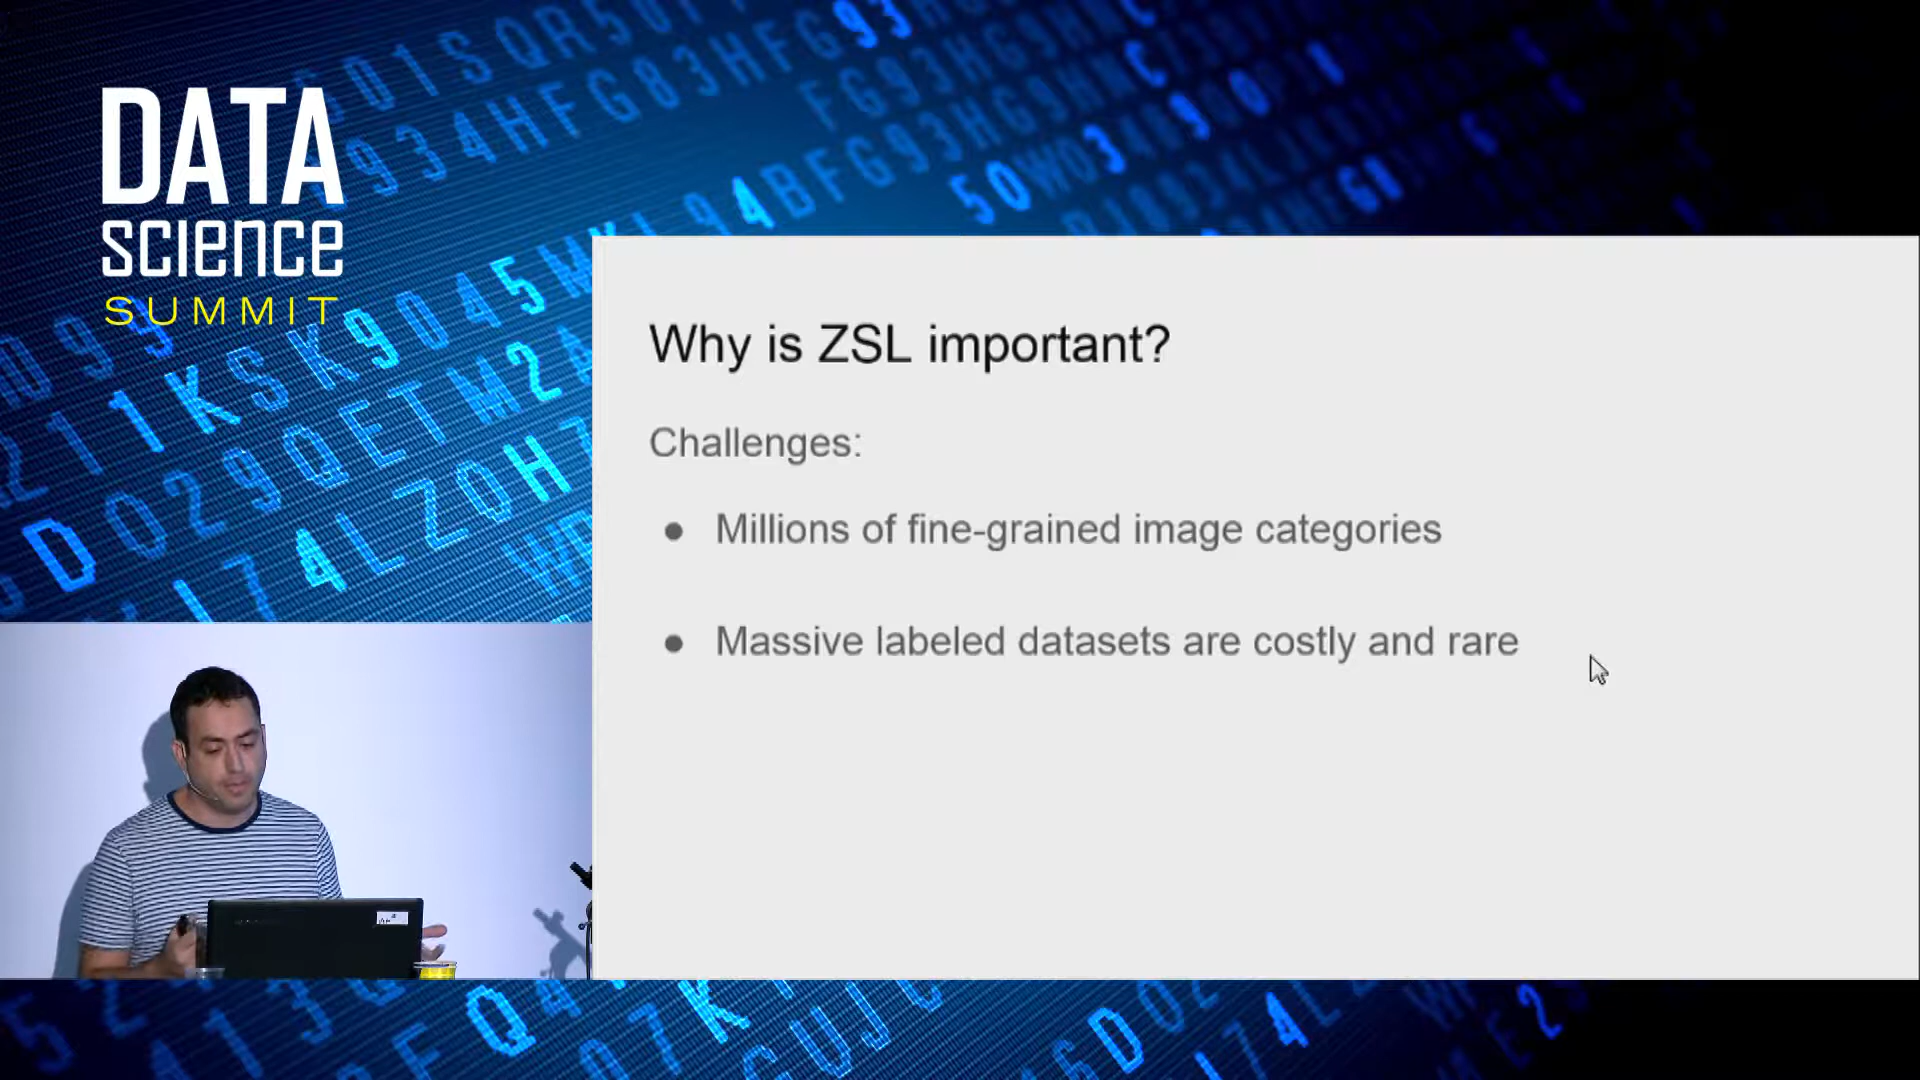 DATA
science
SUMMIT
Why is ZSL important?
Challenges:
● Millions of fine-grained image categories
● Massive labeled datasets are costly and rare